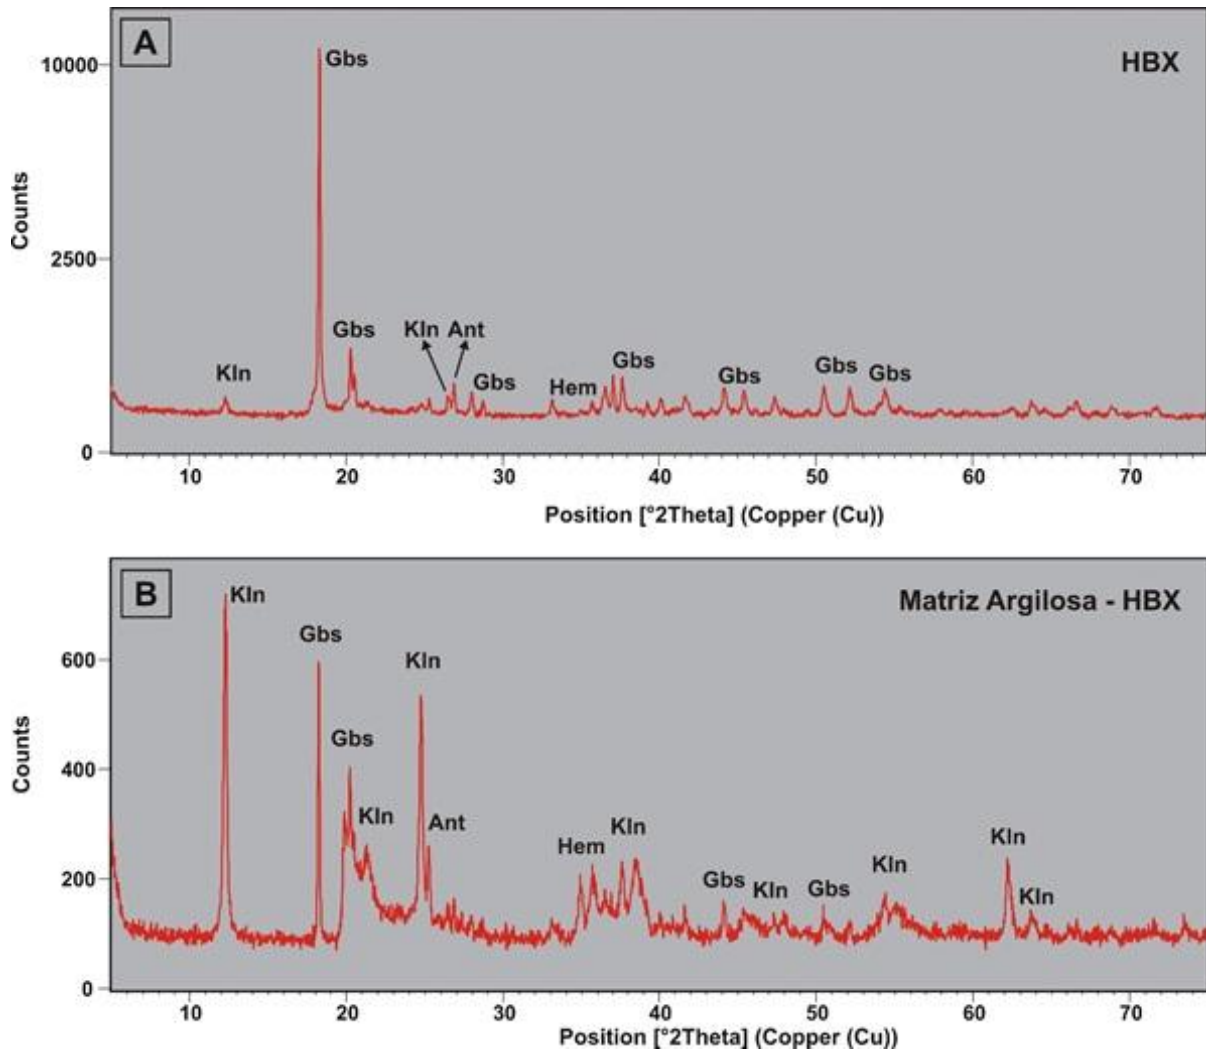 A
HBX
Gbs
10000
Counts
2500
Gbs
Kln
Ant
Kln
Gbs
Hem
Gbs
Gbs
Gbs
Gbs
0
10
20
30
40
50
60
70
Position [°2Theta] (Copper (Cu))
B
Matriz Argilosa - HBX
Kln
Gbs
Kln
600
Counts
Gbs
400
Kln
Ant
Hem
Kln
Gbs
Kln
Gbs
Kln
Kln
Kln
200
0
10
20
30
40
50
60
70
Position [°2Theta] (Copper (Cu))